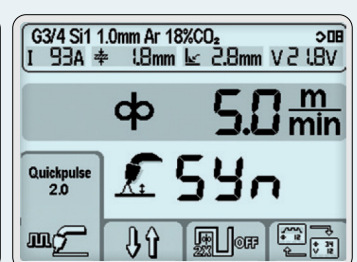 G3/4 Si1 1.0mm Ar 18%CO₂
I 93A 1.8mm 2.8mm V 21.8V
5.0 m/min
Quickpulse
2.0
SYn
2X OFF